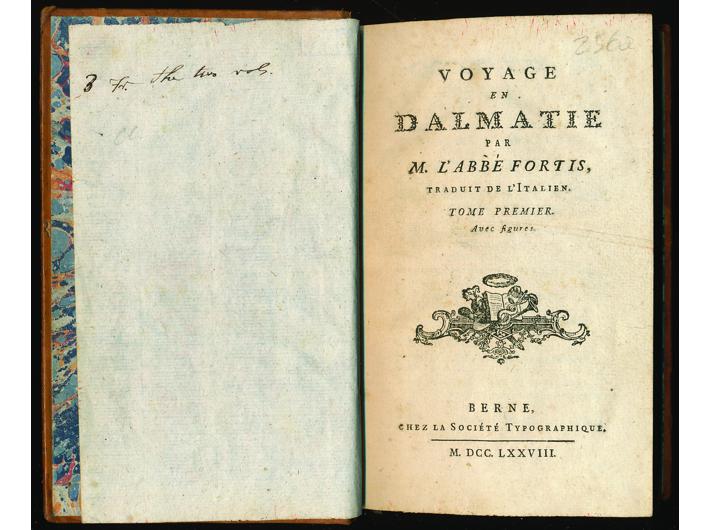 3 Fr. the two vols.
2362
VOYAGE
EN
DALMATIE
PAR
M. L'ABBÈÉ FORTIS,
TRADUIT DE L'ITALIEN.
TOME PREMIER.
Avec figures.
BERNE,
CHEZ LA SOCIÉTÉ TYPOGRAPHIQUE.
M. DCC. LXXVIII.